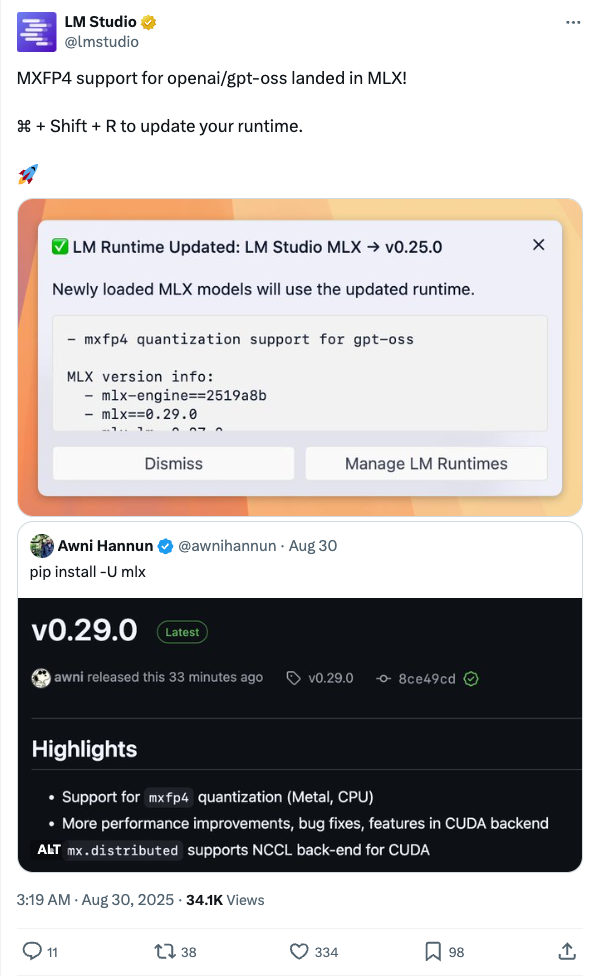 LM Studio
@lmstudio
MXFP4 support for openai/gpt-oss landed in MLX!
⌘ + Shift + R to update your runtime.
🚀
✅ LM Runtime Updated: LM Studio MLX → v0.25.0
Newly loaded MLX models will use the updated runtime.
- mxfp4 quantization support for gpt-oss
MLX version info:
- mlx-engine==2519a8b
- mlx==0.29.0
Dismiss
Manage LM Runtimes
Awni Hannun @awnihannun · Aug 30
pip install -U mlx
v0.29.0 Latest
awni released this 33 minutes ago v0.29.0 8ce49cd
Highlights
• Support for mxfp4 quantization (Metal, CPU)
• More performance improvements, bug fixes, features in CUDA backend
ALT mx.distributed supports NCCL back-end for CUDA
3:19 AM · Aug 30, 2025 · 34.1K Views
11 38 334 98